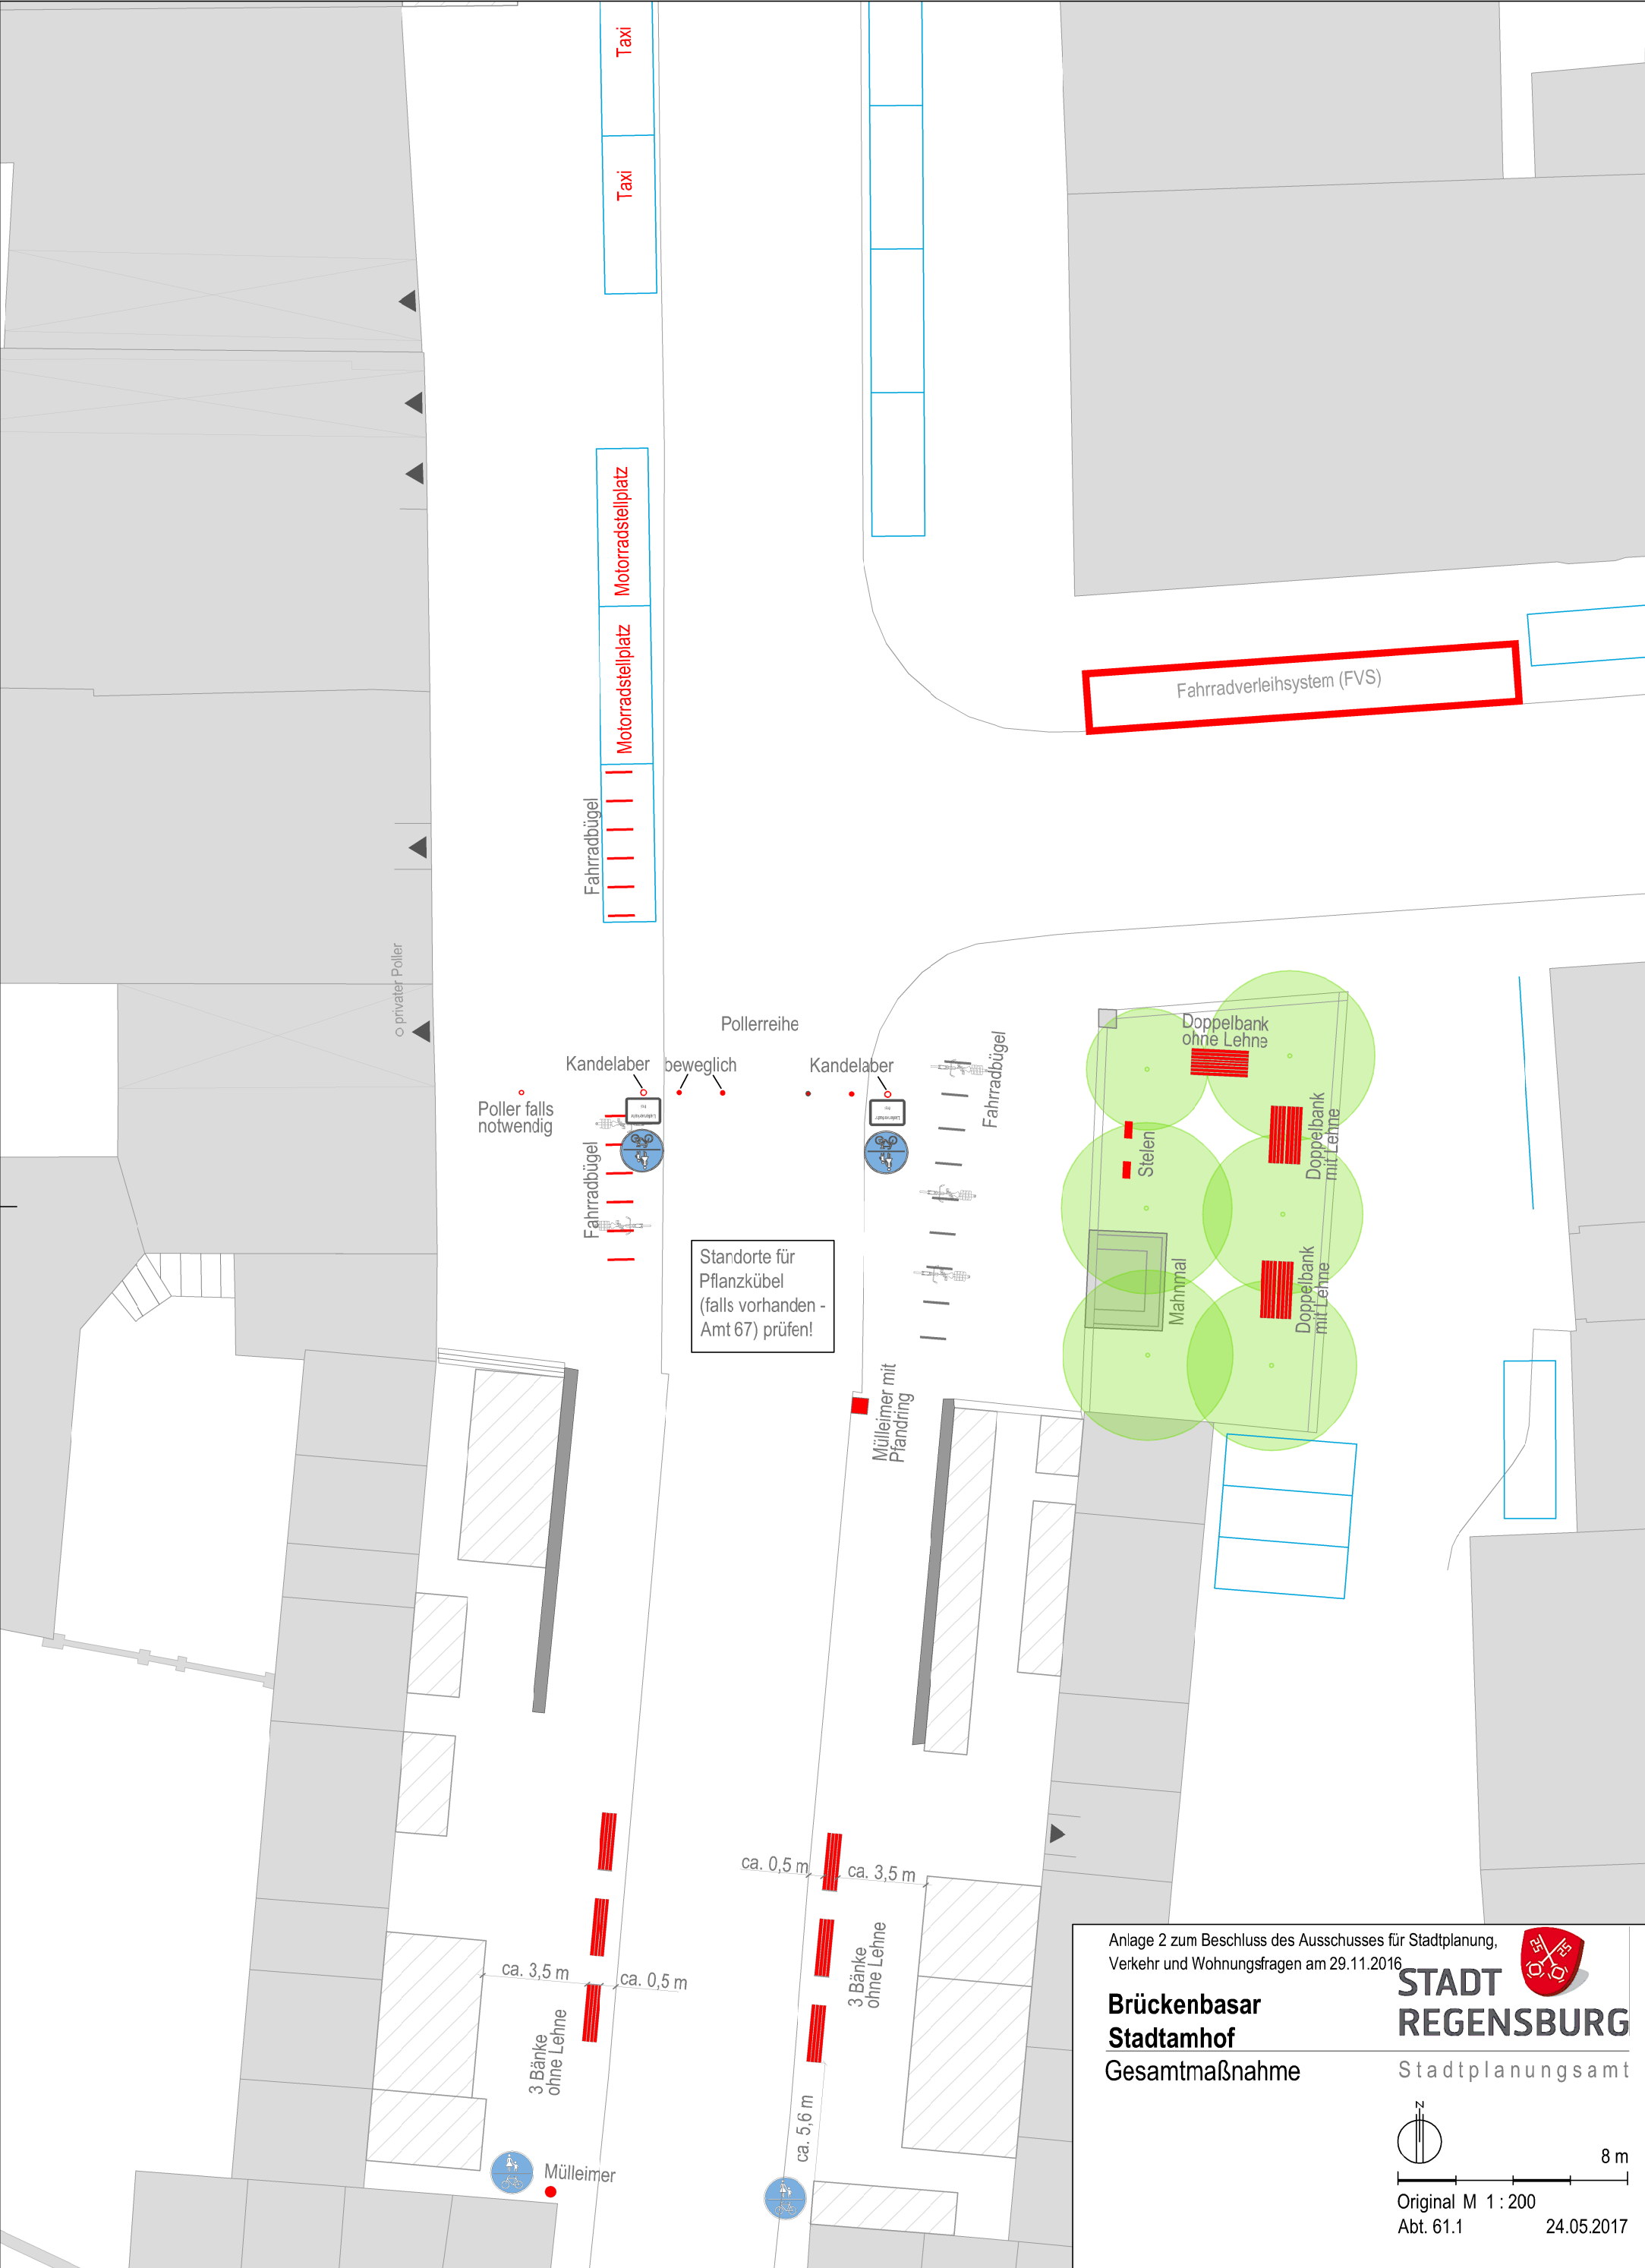 Taxi
Taxi
Motorradstellplatz
Motorradstellplatz
Fahrradverleihsystem (FVS)
Fahrradbügel
privater Poller
Pollerreihe
Kandelaber
beweglich
Kandelaber
Poller falls
notwendig
Fahrradbügel
Fahrradbügel
Doppelbank
ohne Lehne
Doppelbank
mit Lehne
Stelen
Mahnmal
Doppelbank
mit Lehne
Standorte für
Pflanzkübel
(falls vorhanden -
Amt 67) prüfen!
Mülleimer mit
Pfandring
ca. 0,5 m
ca. 3,5 m
3 Bänke
ohne Lehne
ca. 3,5 m
ca. 0,5 m
3 Bänke
ohne Lehne
ca. 5,6 m
Mülleimer
Anlage 2 zum Beschluss des Ausschusses für Stadtplanung,
Verkehr und Wohnungsfragen am 29.11.2016
Brückenbasar
Stadtamhof
Gesamtmaßnahme
STADT
REGENSBURG
Stadtplanungsamt
N
8 m
Original M 1 : 200
Abt. 61.1
24.05.2017